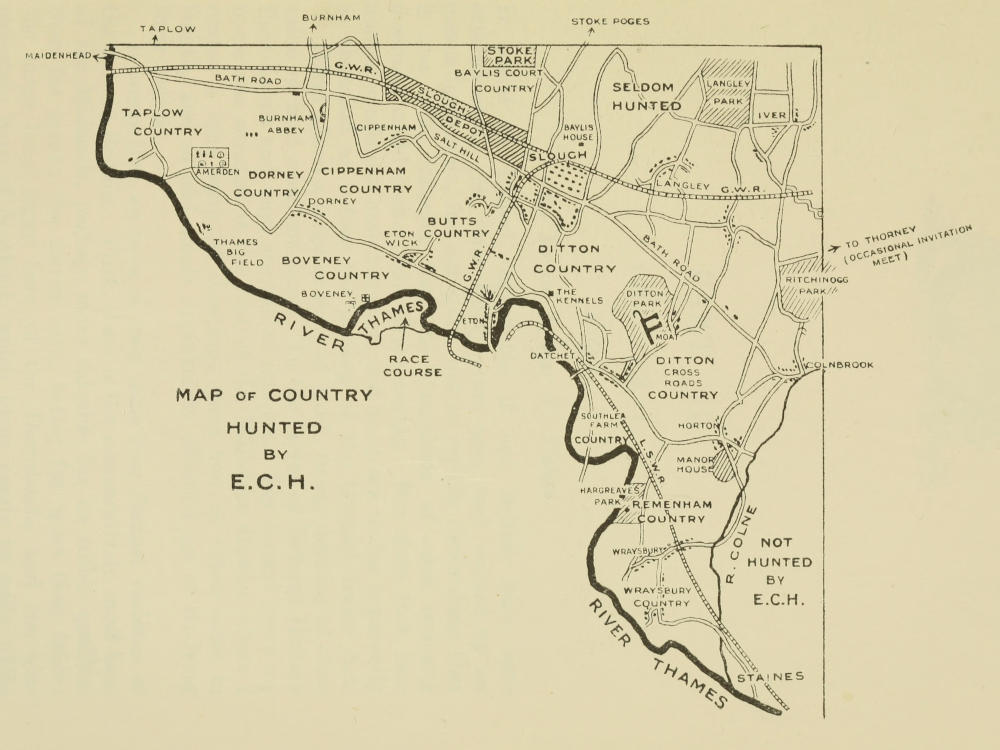 BURNHAM
TAPLOW
STOKE POGES
MAIDENHEAD
STOKE
PARK
G.W.R.
BATH ROAD
BAYLIS COURT
COUNTRY
SELDOM
HUNTED
LANGLEY
PARK
IVER
SLOUGH
DEPOT
TAPLOW
COUNTRY
BURNHAM
ABBEY
CIPPENHAM
SALT HILL
BAYLIS
HOUSE
SLOUGH
AMERDEN
DORNEY
COUNTRY
CIPPENHAM
COUNTRY
LANGLEY
G.W.R.
DORNEY
BUTTS
COUNTRY
ETON
WICK
THAMES
BIG
FIELD
BOVENEY
COUNTRY
G.W.R.
DITTON
COUNTRY
BATH ROAD
TO THORNEY
(OCCASIONAL INVITATION
MEET)
RITCHINGG
PARK
BOVENEY
THE
KENNELS
DITTON
PARK
MOAT
RIVER
THAMES
ETON
RACE
COURSE
DATCHET
DITTON
CROSS
ROADS
COUNTRY
COLNBROOK
MAP OF COUNTRY
HUNTED
BY
E.C.H.
SOUTHLEA
FARM
COUNTRY
L.S.W.R.
HORTON
MANOR
HOUSE
HARGREAVES
PARK
REMENHAM
COUNTRY
R. COLNE
WRAYSBURY
NOT
HUNTED
BY
E.C.H.
WRAYSBURY
COUNTRY
RIVER
THAMES
STAINES